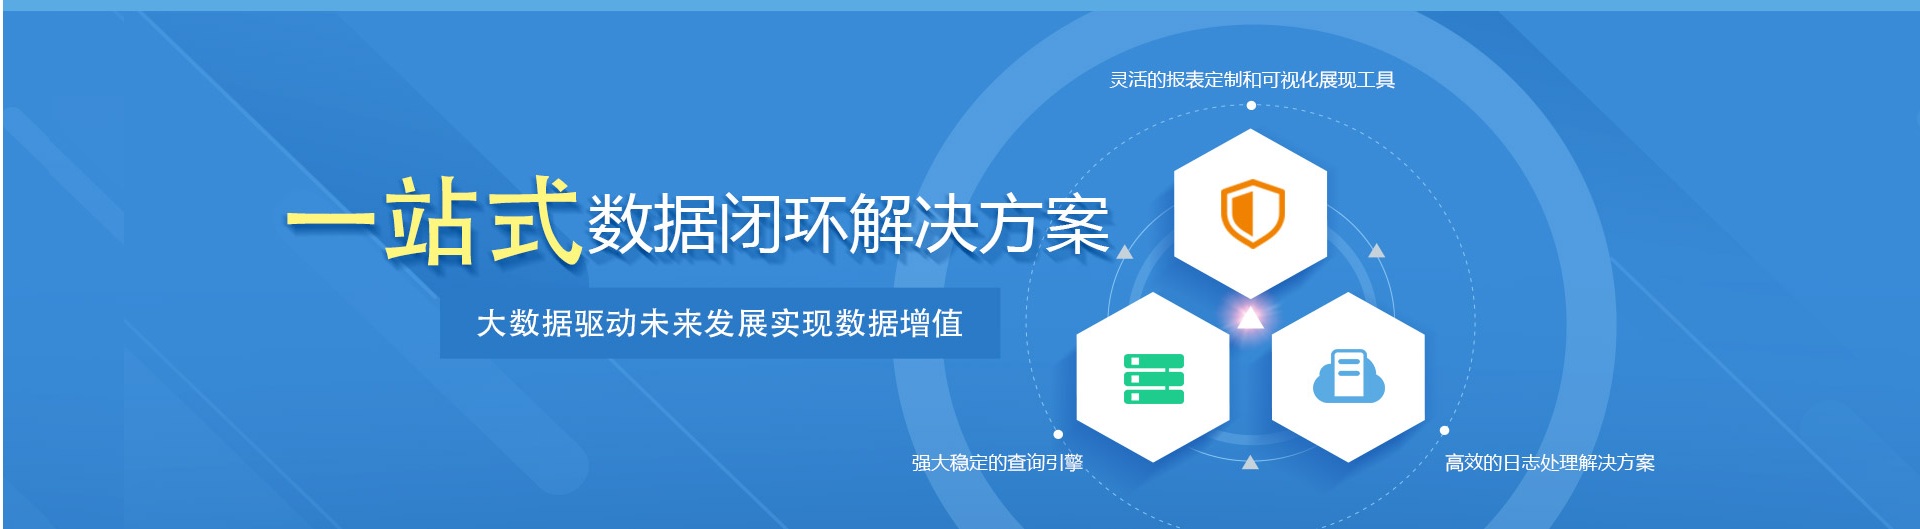 灵活的报表定制和可视化展现工具
一站式数据闭环解决方案
大数据驱动未来发展实现数据增值
强大稳定的查询引擎
高效的日志处理解决方案